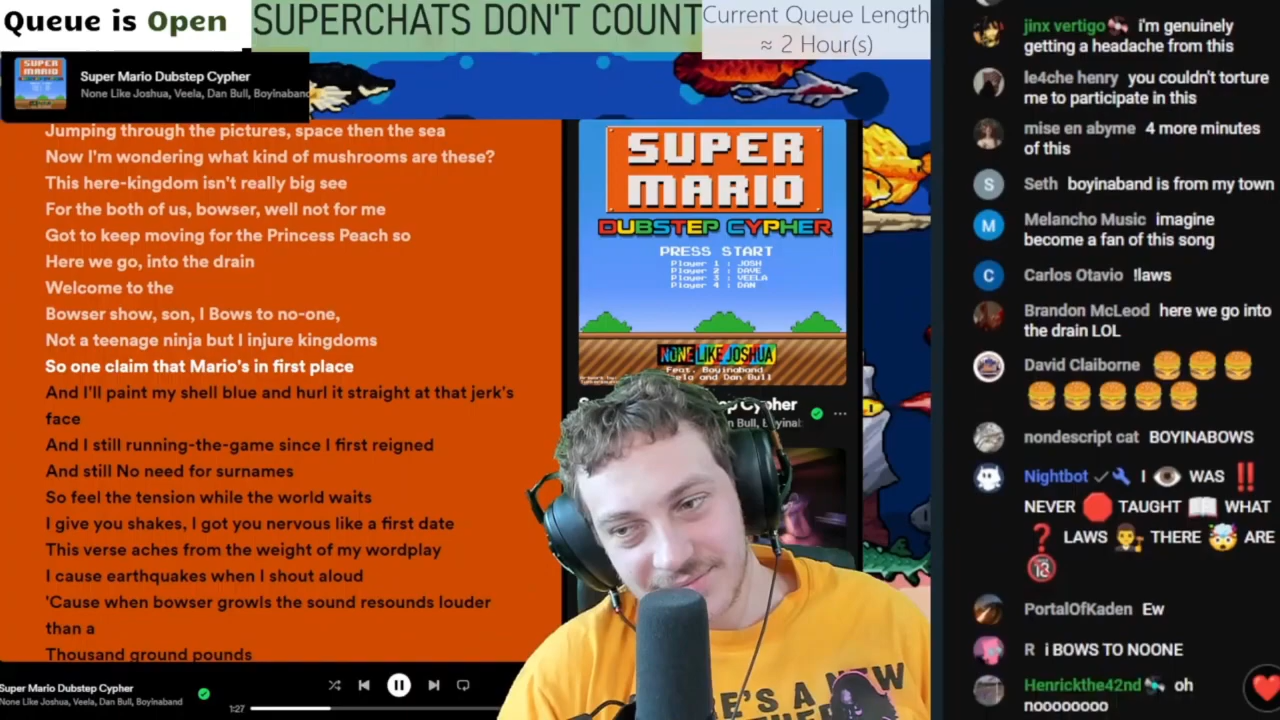 Queue is Open
SUPERCHATS DON'T COUNT
Current Queue Length
≈ 2 Hour(s)
Super Mario Dubstep Cypher
None Like Joshua, Veela, Dan Bull, Boyinaband
Jumping through the pictures, space then the sea
Now I'm wondering what kind of mushrooms are these?
This here-kingdom isn't really big see
For the both of us, bowser, well not for me
Got to keep moving for the Princess Peach so
Here we go, into the drain
Welcome to the
Bowser show, son, I Bows to no-one,
Not a teenage ninja but I injure kingdoms
So one claim that Mario's in first place
And I'll paint my shell blue and hurl it straight at that jerk's
face
And I still running-the-game since I first reigned
And still No need for surnames
So feel the tension while the world waits
I give you shakes, I got you nervous like a first date
This verse aches from the weight of my wordplay
I cause earthquakes when I shout aloud
'Cause when bowser growls the sound resounds louder
than a
Thousand ground pounds
SUPER
MARIO
DUBSTEP CYPHER
PRESS START
Player 1 : JOSH
Player 2 : DAVE
Player 3 : VEELA
Player 4 : DAN
NONE LIKE JOSHUA
Feat. Boyinaband
Veela and Dan Bull
Cypher
Bull,
Super Mario Dubstep Cypher
None Like Joshua, Veela, Dan Bull, Boyinaband
1:27
A NEW
jinx vertigo i'm genuinely
getting a headache from this
le4che henry you couldn't torture
me to participate in this
mise en abyme 4 more minutes
of this
S
Seth boyinaband is from my town
M
Melancho Music imagine
become a fan of this song
C
Carlos Otavio !laws
Brandon McLeod here we go into
the drain LOL
David Claiborne 🍔🍔🍔
🍔🍔🍔🍔🍔
nondescript cat BOYINABOWS
Nightbot I 👁️ WAS ‼️
NEVER 🛑 TAUGHT 📖 WHAT
❓ LAWS 👨‍⚖️ THERE 🤯 ARE
🔞
PortalOfKaden Ew
R i BOWS TO NOONE
Henrickthe42nd oh
nooooooooo